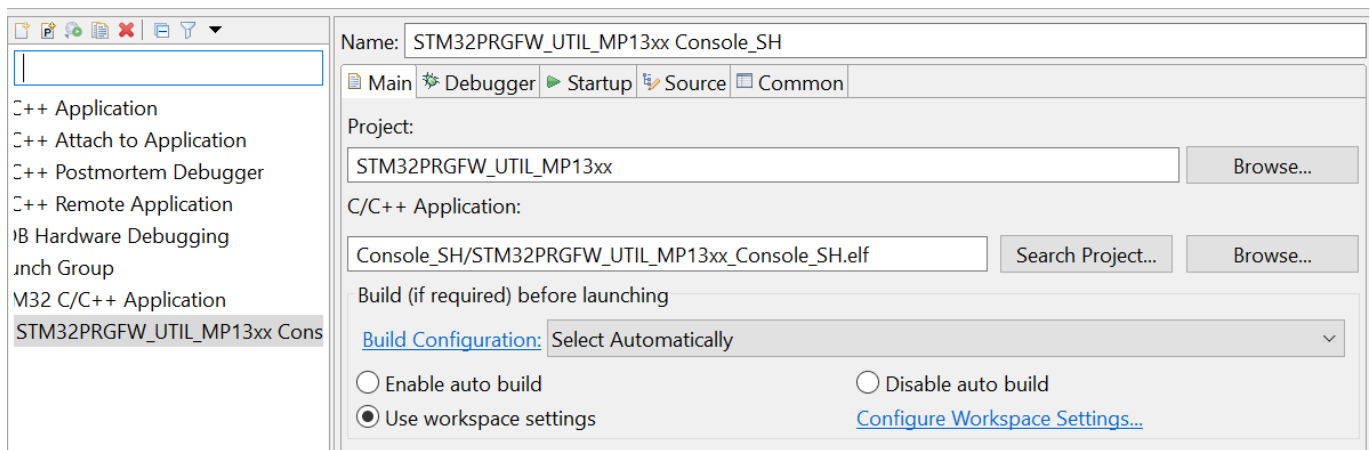 Name: STM32PRGFW_UTIL_MP13xx Console_SH
Main Debugger Startup Source Common
C++ Application
C++ Attach to Application
C++ Postmortem Debugger
C++ Remote Application
B Hardware Debugging
unch Group
M32 C/C++ Application
STM32PRGFW_UTIL_MP13xx Cons
Project:
STM32PRGFW_UTIL_MP13xx Browse...
C/C++ Application:
Console_SH/STM32PRGFW_UTIL_MP13xx_Console_SH.elf Search Project... Browse...
Build (if required) before launching
Build Configuration: Select Automatically
Enable auto build Disable auto build
Use workspace settings Configure Workspace Settings...